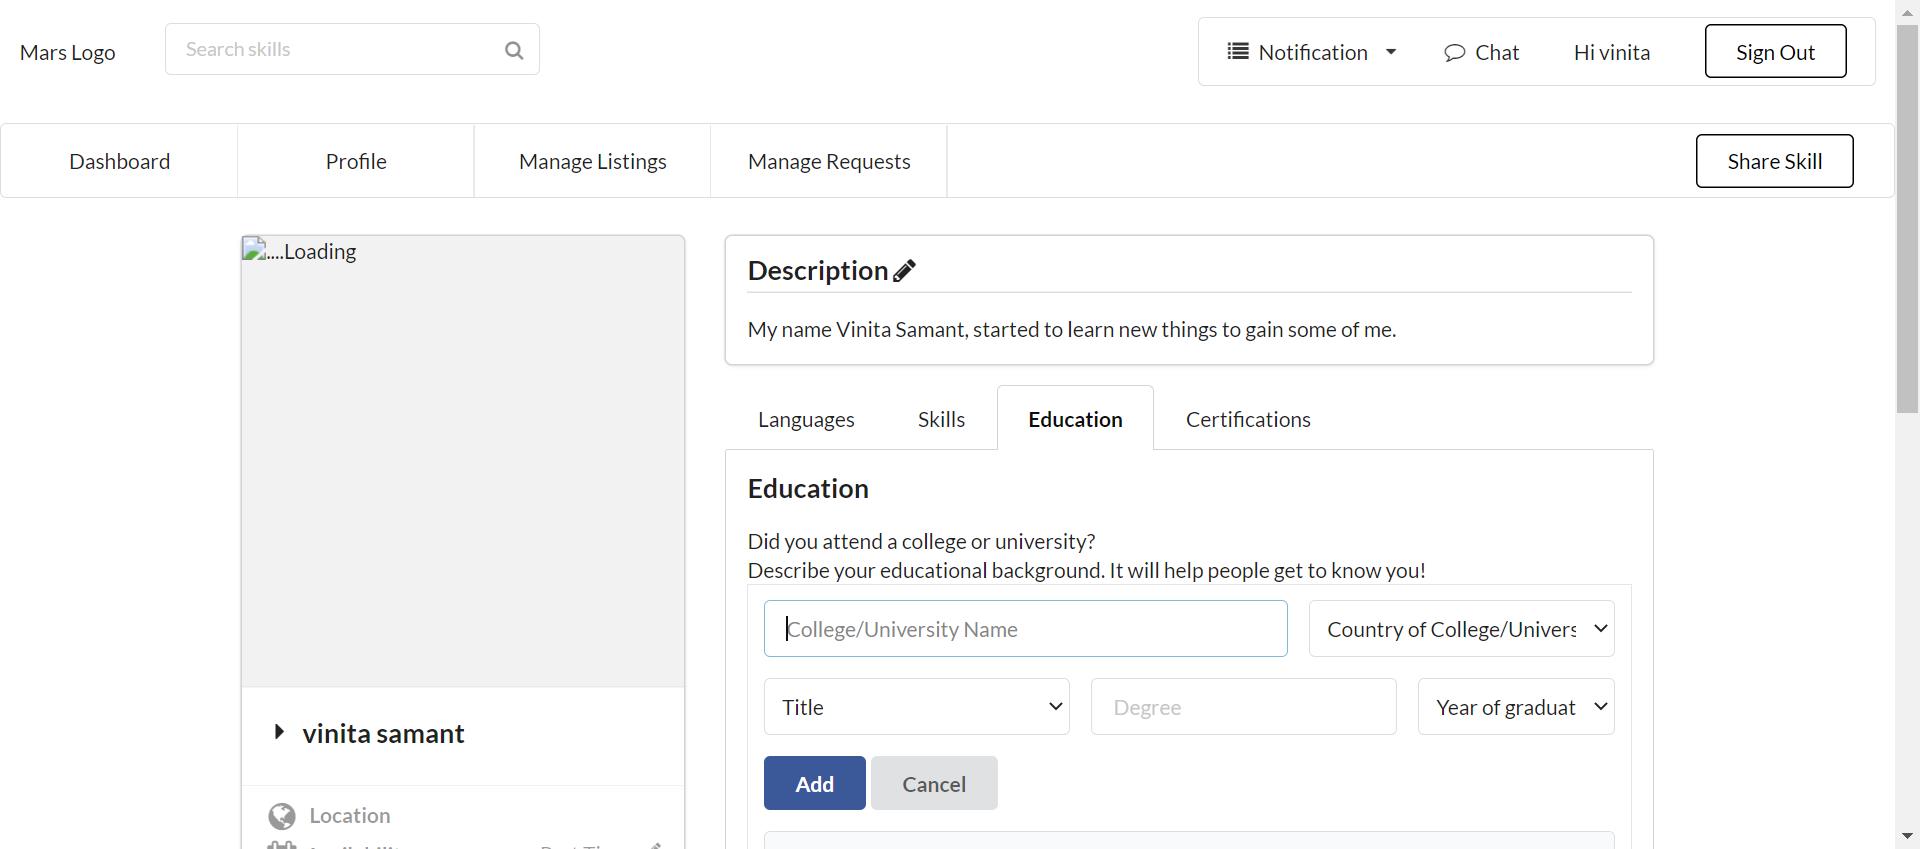 Mars Logo
Search skills
Notification
Chat
Hi vinita
Sign Out
Dashboard
Profile
Manage Listings
Manage Requests
Share Skill
....Loading
vinita samant
Location
Description
My name Vinita Samant, started to learn new things to gain some of me.
Languages
Skills
Education
Certifications
Education
Did you attend a college or university?
Describe your educational background. It will help people get to know you!
College/University Name
Country of College/Univers
Title
Degree
Year of graduat
Add
Cancel